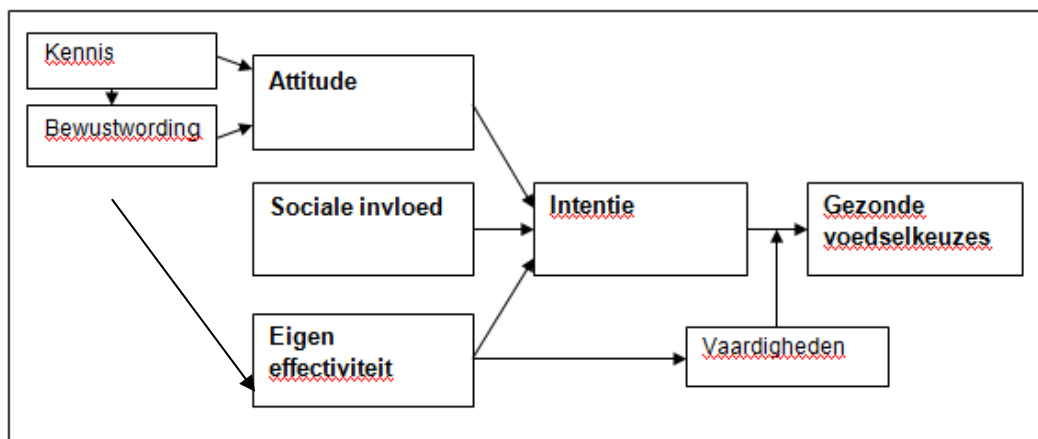 Kennis
Bewustwording
Attitude
Sociale invloed
Eigen
effectiviteit
Intentie
Vaardigheden
Gezonde
voedselkeuzes